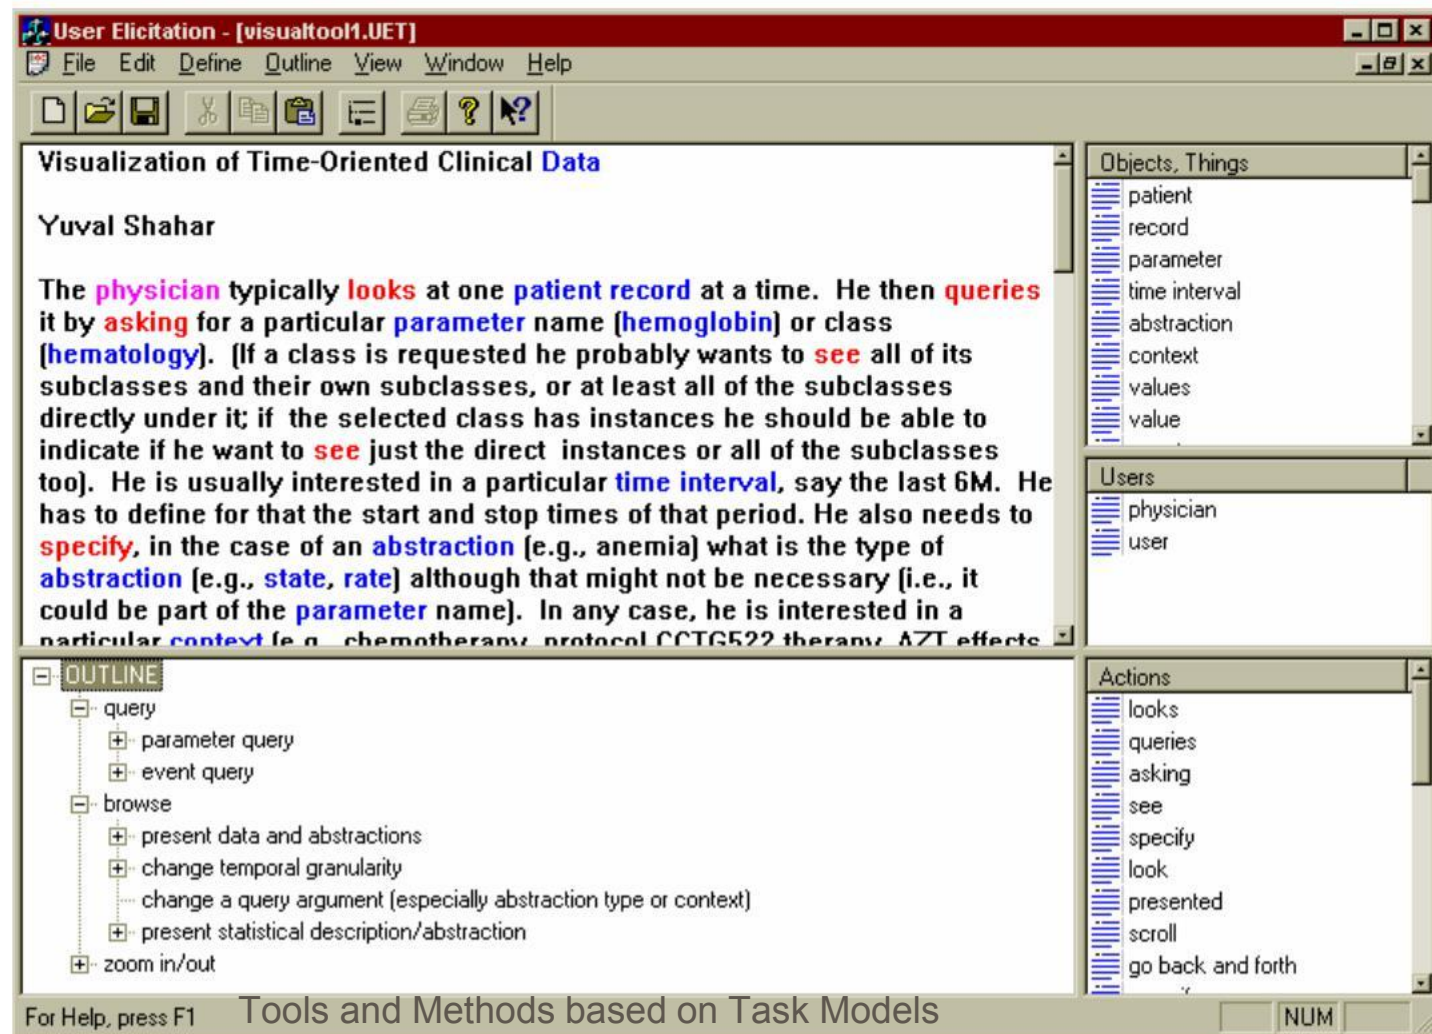 User Elicitation - [visualtool1.UET]
File Edit Define Outline View Window Help
Visualization of Time-Oriented Clinical Data
Yuval Shahar
The physician typically looks at one patient record at a time. He then queries
it by asking for a particular parameter name (hemoglobin) or class
(hematology). (If a class is requested he probably wants to see all of its
subclasses and their own subclasses, or at least all of the subclasses
directly under it; if the selected class has instances he should be able to
indicate if he want to see just the direct instances or all of the subclasses
too). He is usually interested in a particular time interval, say the last 6M. He
has to define for that the start and stop times of that period. He also needs to
specify, in the case of an abstraction (e.g., anemia) what is the type of
abstraction (e.g., state, rate) although that might not be necessary (i.e., it
could be part of the parameter name). In any case, he is interested in a
particular context (e.g., chemotherapy, protocol CCTG522 therapy, AZT effects
Objects, Things
patient
record
parameter
time interval
abstraction
context
values
value
Users
physician
user
OUTLINE
query
parameter query
event query
browse
present data and abstractions
change temporal granularity
change a query argument (especially abstraction type or context)
present statistical description/abstraction
zoom in/out
Actions
looks
queries
asking
see
specify
look
presented
scroll
go back and forth
For Help, press F1
Tools and Methods based on Task Models
NUM